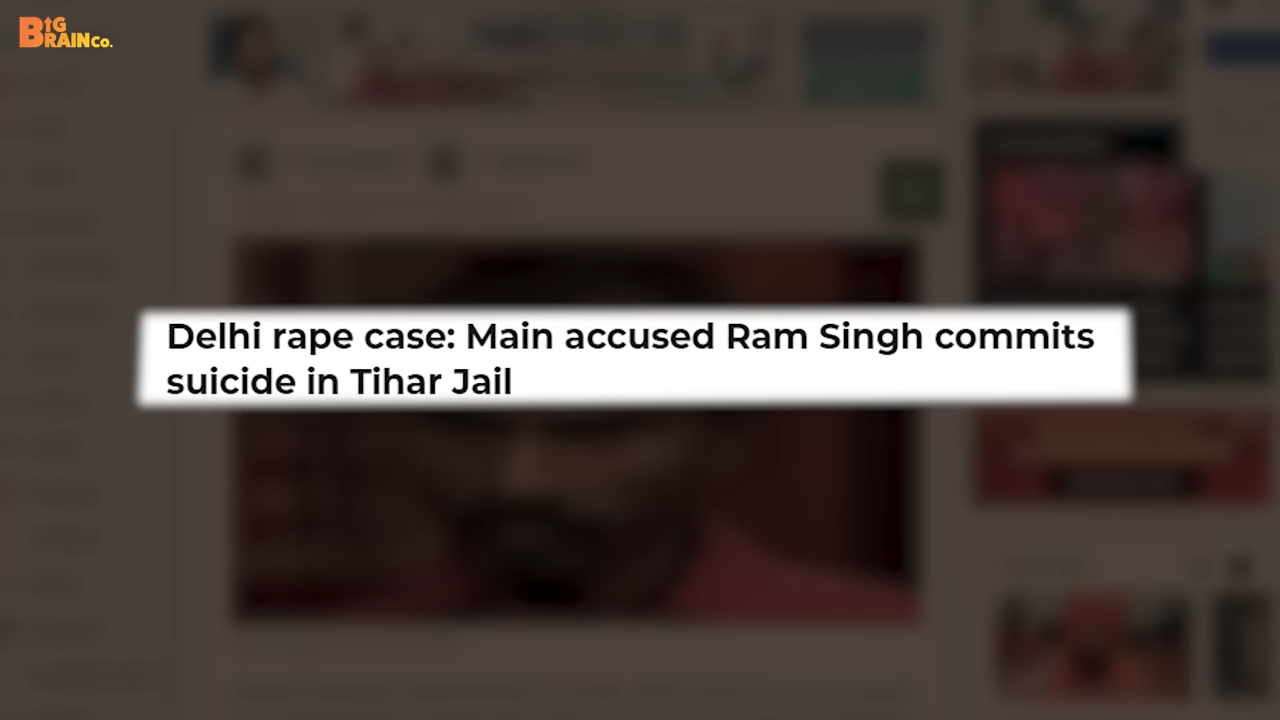 BIG
BRAIN CO.
Delhi rape case: Main accused Ram Singh commits
suicide in Tihar Jail